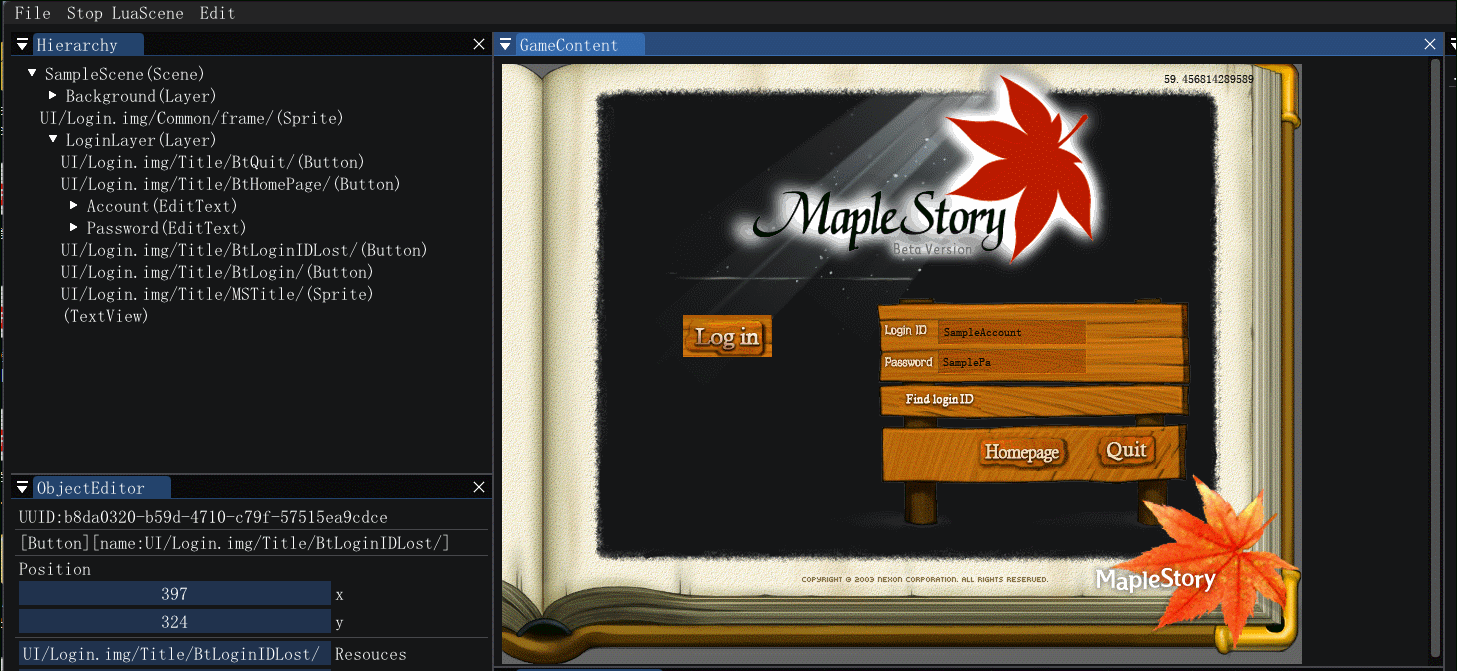 File Stop LuaScene Edit
Hierarchy
SampleScene(Scene)
Background(Layer)
UI/Login.img/Common/frame/(Sprite)
LoginLayer(Layer)
UI/Login.img/Title/BtQuit/(Button)
UI/Login.img/Title/BtHomePage/(Button)
Account(EditText)
Password(EditText)
UI/Login.img/Title/BtLoginIDLost/(Button)
UI/Login.img/Title/BtLogin/(Button)
UI/Login.img/Title/MSTitle/(Sprite)
(TextView)
ObjectEditor
UUID:b8da0320-b59d-4710-c79f-57515ea9cdce
[Button][name:UI/Login.img/Title/BtLoginIDLost/]
Position
397 x
324 y
UI/Login.img/Title/BtLoginIDLost/ Resouces
GameContent
59.456814289589
MapleStory
Beta Version
Log in
Login ID SampleAccount
Password SamplePa
Find login ID
Homepage Quit
COPYRIGHT © 2003 NEXON CORPORATION. ALL RIGHTS RESERVED.
MapleStory